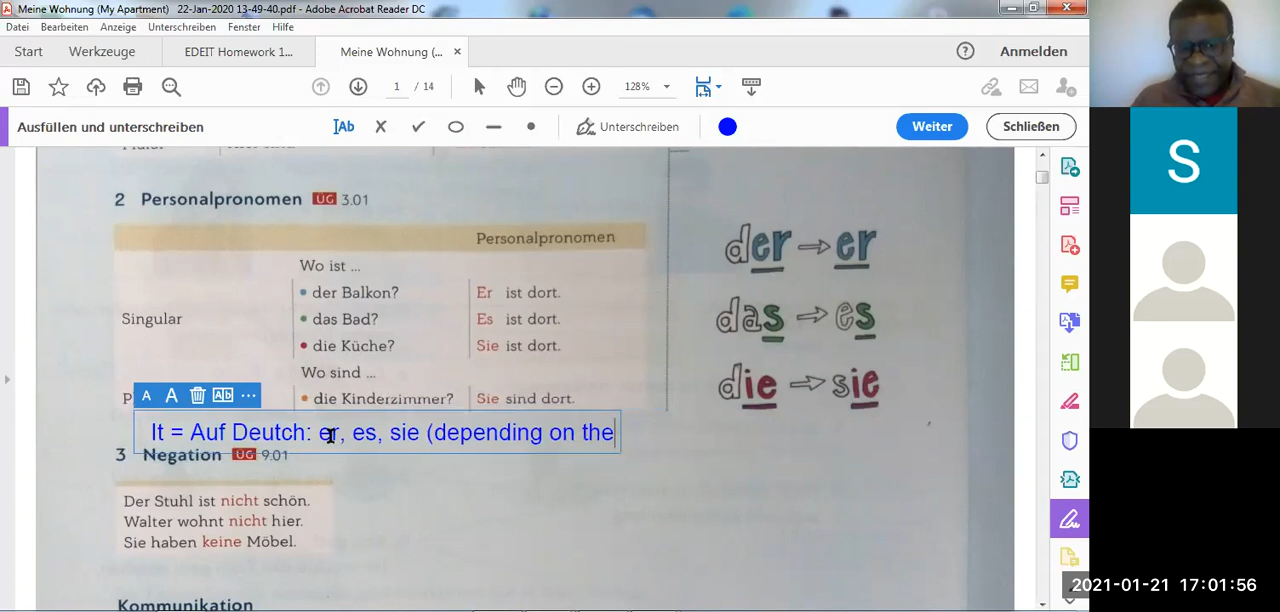 Meine Wohnung (My Apartment) 22-Jan-2020 13-49-40.pdf - Adobe Acrobat Reader DC
Datei Bearbeiten Anzeige Unterschreiben Fenster Hilfe
Start Werkzeuge EDEIT Homework 1... Meine Wohnung (... × Anmelden
1 / 14 128%
Ausfüllen und unterschreiben Ab Unterschreiben Weiter Schließen
2 Personalpronomen ÜG 3.01
Personalpronomen
Wo ist ...
• der Balkon? Er ist dort.
Singular • das Bad? Es ist dort.
• die Küche? Sie ist dort.
Wo sind ...
P • die Kinderzimmer? Sie sind dort.
der → er
das → es
die → sie
A A Ab ...
It = Auf Deutch: er, es, sie (depending on the
3 Negation ÜG 9.01
Der Stuhl ist nicht schön.
Walter wohnt nicht hier.
Sie haben keine Möbel.
Kommunikation
S
2021-01-21 17:01:56